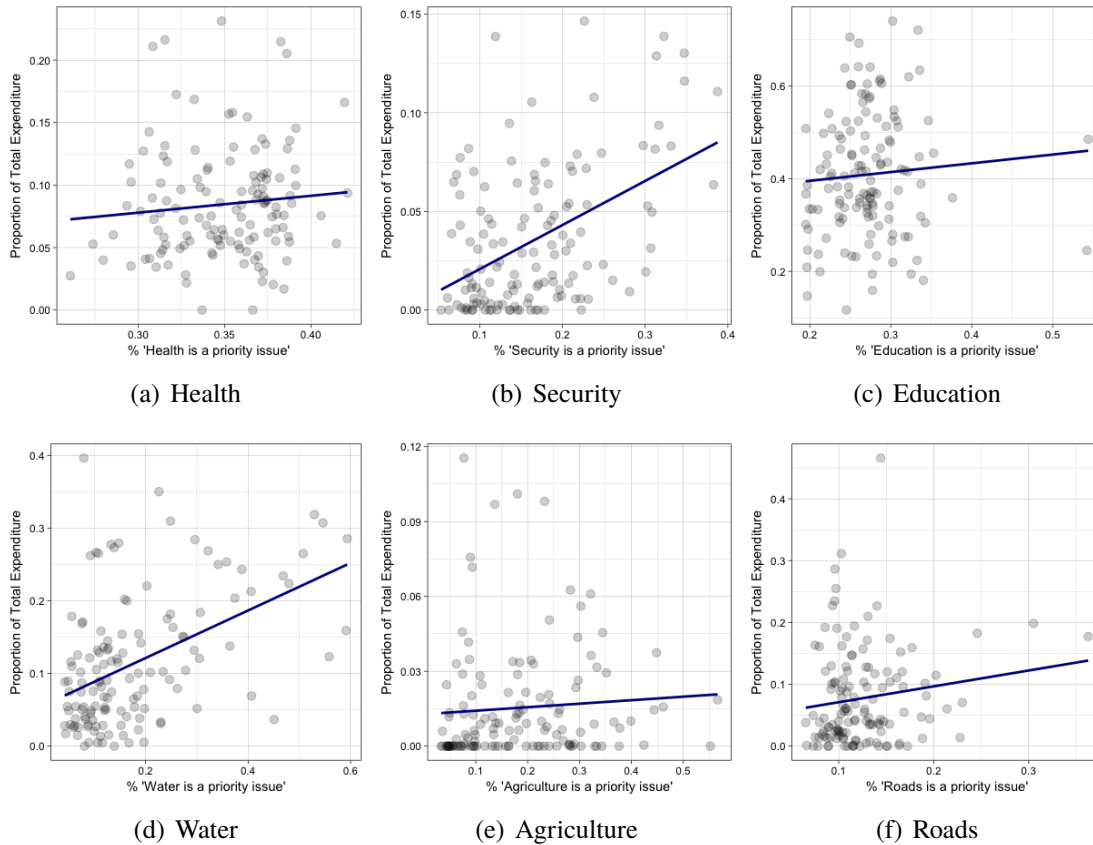 Proportion of Total Expenditure
0.20
0.15
0.10
0.05
0.00
0.30
0.35
0.40
% 'Health is a priority issue'
(a) Health
Proportion of Total Expenditure
0.15
0.10
0.05
0.00
0.1
0.2
0.3
0.4
% 'Security is a priority issue'
(b) Security
Proportion of Total Expenditure
0.6
0.4
0.2
0.2
0.3
0.4
0.5
% 'Education is a priority issue'
(c) Education
Proportion of Total Expenditure
0.4
0.3
0.2
0.1
0.0
0.2
0.4
0.6
% 'Water is a priority issue'
(d) Water
Proportion of Total Expenditure
0.12
0.09
0.06
0.03
0.00
0.1
0.2
0.3
0.4
0.5
% 'Agriculture is a priority issue'
(e) Agriculture
Proportion of Total Expenditure
0.4
0.3
0.2
0.1
0.0
0.1
0.2
0.3
% 'Roads is a priority issue'
(f) Roads